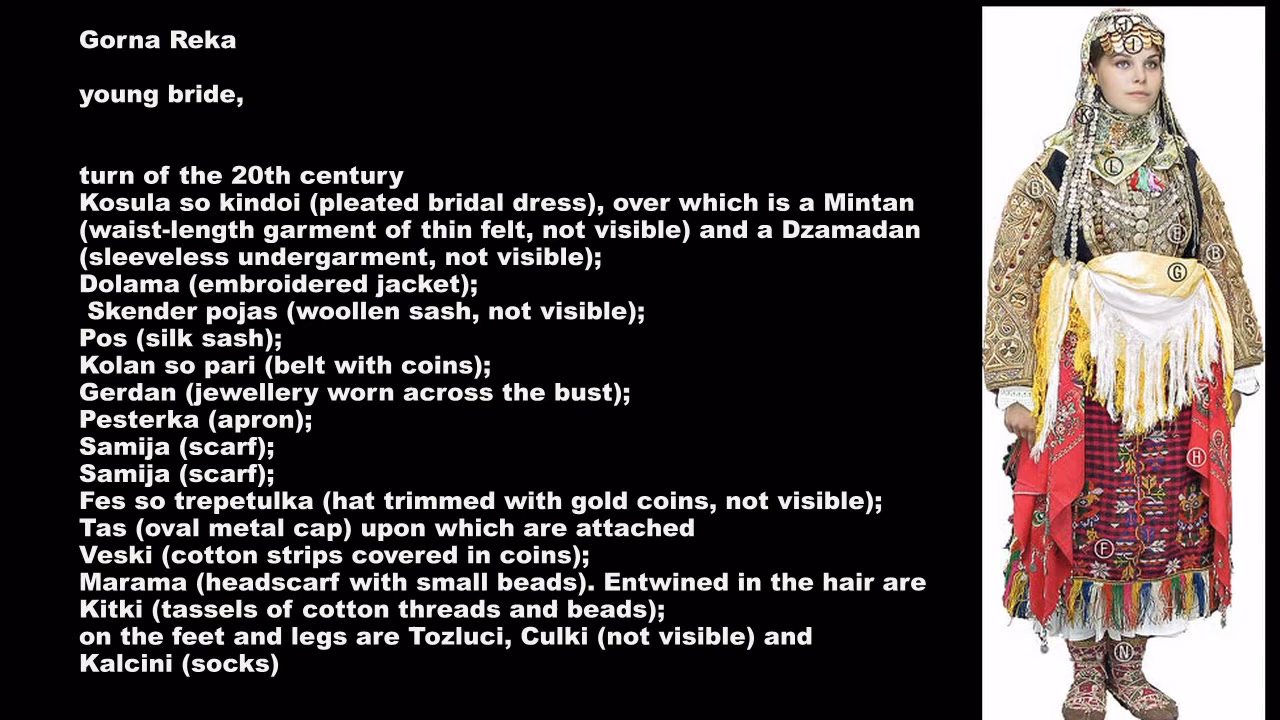 Gorna Reka
young bride,
turn of the 20th century
Kosula so kindoi (pleated bridal dress), over which is a Mintan
(waist-length garment of thin felt, not visible) and a Dzamadan
(sleeveless undergarment, not visible);
Dolama (embroidered jacket);
Skender pojas (woollen sash, not visible);
Pos (silk sash);
Kolan so pari (belt with coins);
Gerdan (jewellery worn across the bust);
Pesterka (apron);
Samija (scarf);
Samija (scarf);
Fes so trepetulka (hat trimmed with gold coins, not visible);
Tas (oval metal cap) upon which are attached
Veski (cotton strips covered in coins);
Marama (headscarf with small beads). Entwined in the hair are
Kitki (tassels of cotton threads and beads);
on the feet and legs are Tozluci, Culki (not visible) and
Kalcini (socks)
J
I
K
L
B
E
B
G
H
F
N